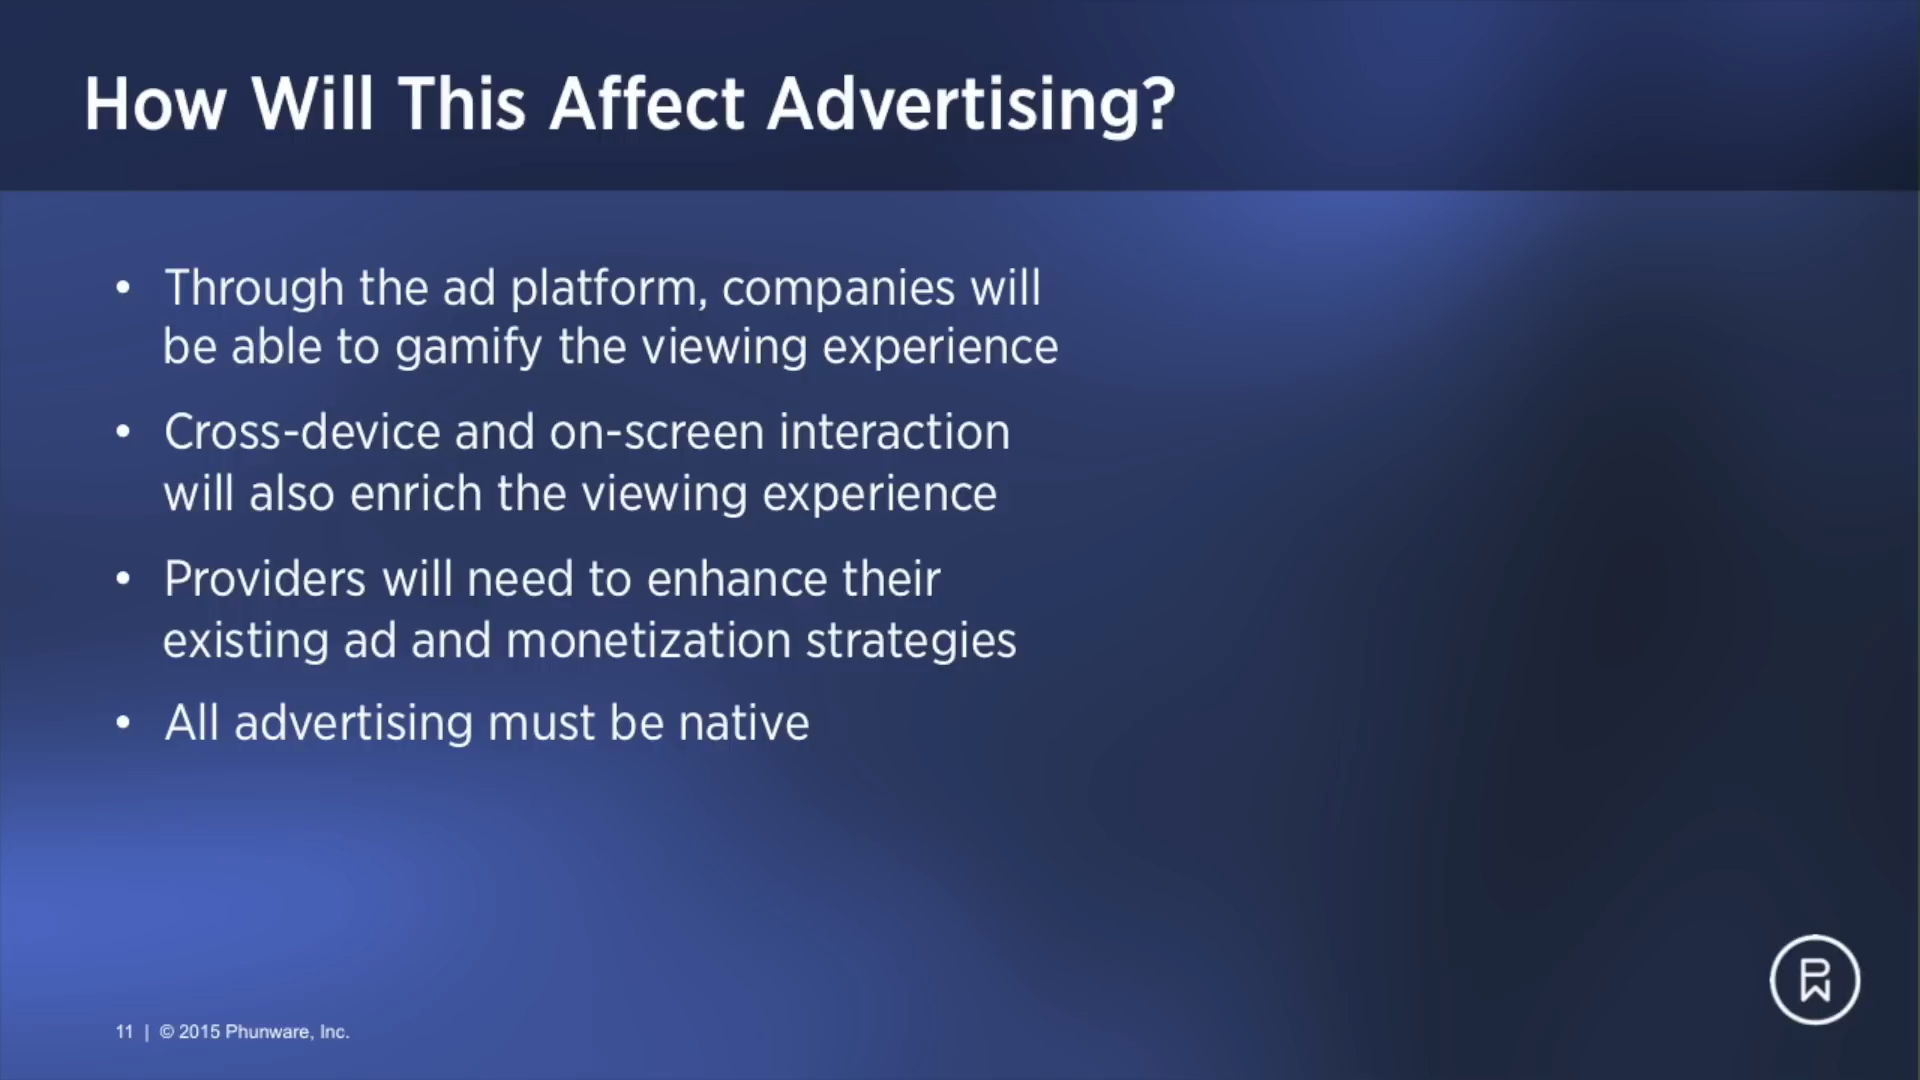 How Will This Affect Advertising?
• Through the ad platform, companies will
be able to gamify the viewing experience
• Cross-device and on-screen interaction
will also enrich the viewing experience
• Providers will need to enhance their
existing ad and monetization strategies
• All advertising must be native
PW
11 | © 2015 Phunware, Inc.